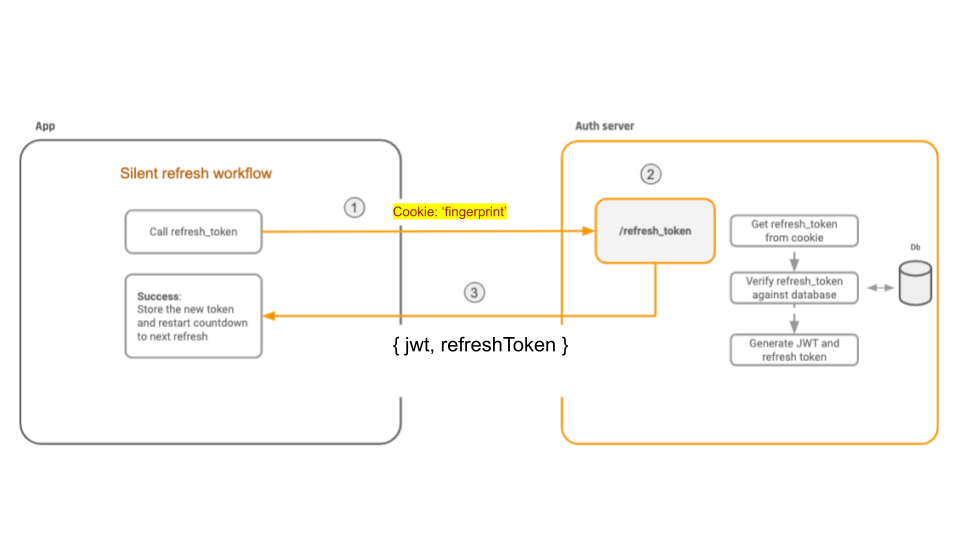 App
Auth server
Silent refresh workflow
1
Cookie: ‘fingerprint’
2
Call refresh_token
/refresh_token
Get refresh_token
from cookie
Db
Verify refresh_token
against database
Success:
Store the new token
and restart countdown
to next refresh
3
{ jwt, refreshToken }
Generate JWT and
refresh token